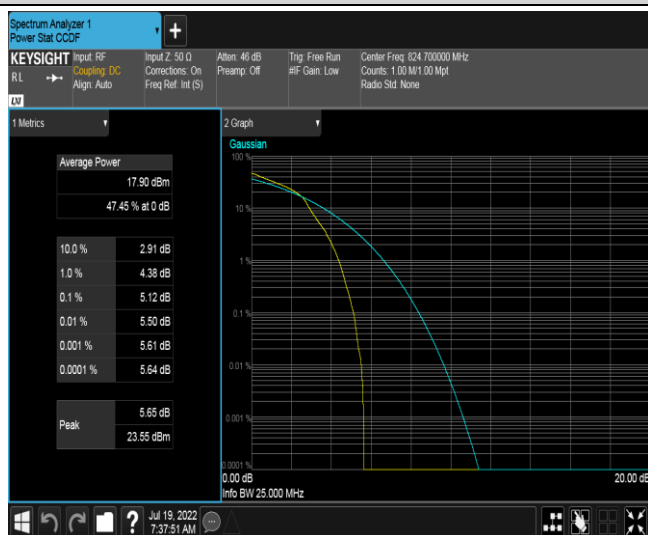 Spectrum Analyzer 1
Power Stat CCDF
+
KEYSIGHT
RL
LXI
Input: RF
Coupling: DC
Align: Auto
Input Z: 50 Ω
Corrections: On
Freq Ref: Int (S)
Atten: 46 dB
Preamp: Off
Trig: Free Run
#IF Gain: Low
Center Freq: 824.700000 MHz
Counts: 1.00 M/1.00 Mpt
Radio Std: None
1 Metrics
Average Power
17.90 dBm
47.45 % at 0 dB
10.0 % 2.91 dB
1.0 % 4.38 dB
0.1 % 5.12 dB
0.01 % 5.50 dB
0.001 % 5.61 dB
0.0001 % 5.64 dB
Peak
5.65 dB
23.55 dBm
2 Graph
Gaussian
100 %
10 %
1 %
0.1 %
0.01 %
0.001 %
0.0001 %
0.00 dB 20.00 dB
Info BW 25.000 MHz
?
Jul 19, 2022
7:37:51 AM